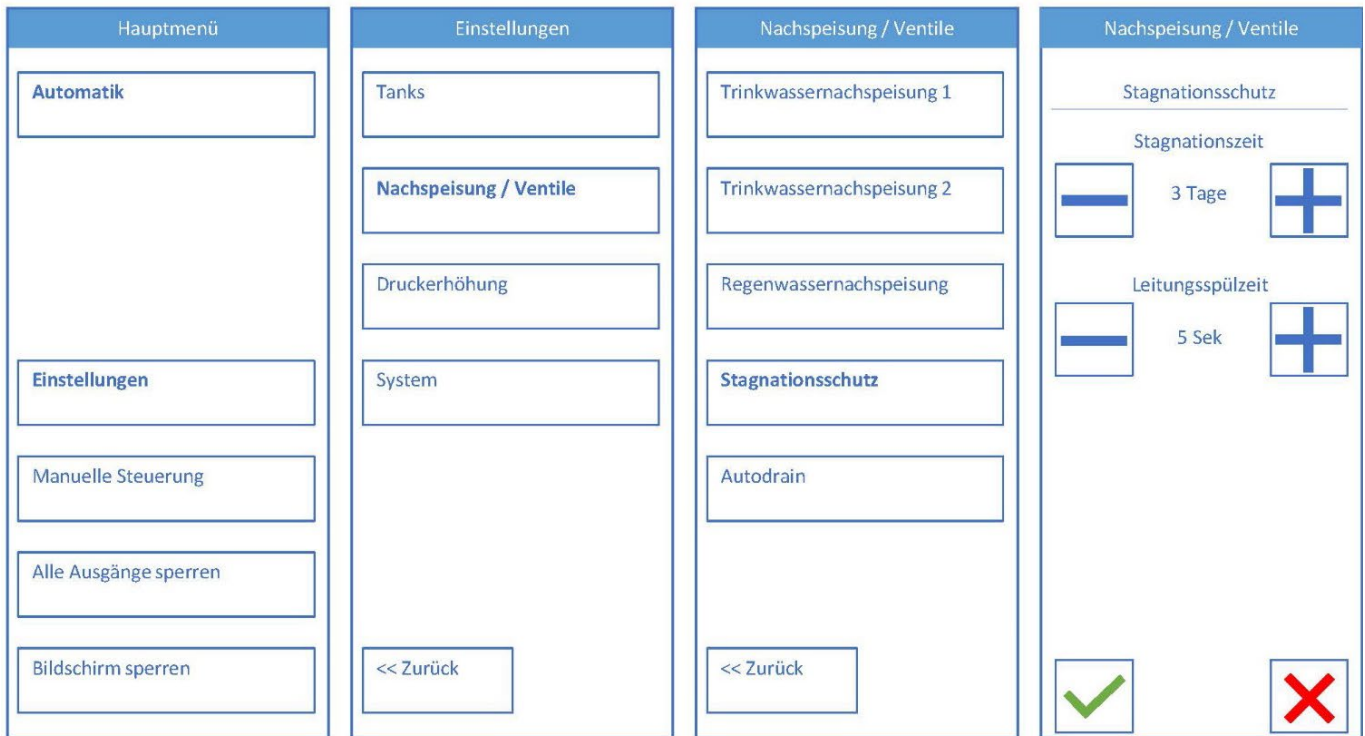 Hauptmenü
Automatik
Einstellungen
Manuelle Steuerung
Alle Ausgänge sperren
Bildschirm sperren
Einstellungen
Tanks
Nachspeisung / Ventile
Druckerhöhung
System
<< Zurück
Nachspeisung / Ventile
Trinkwassernachspeisung 1
Trinkwassernachspeisung 2
Regenwassernachspeisung
Stagnationsschutz
Autodrain
<< Zurück
Nachspeisung / Ventile
Stagnationsschutz
Stagnationszeit
3 Tage
Leitungsspülzeit
5 Sek